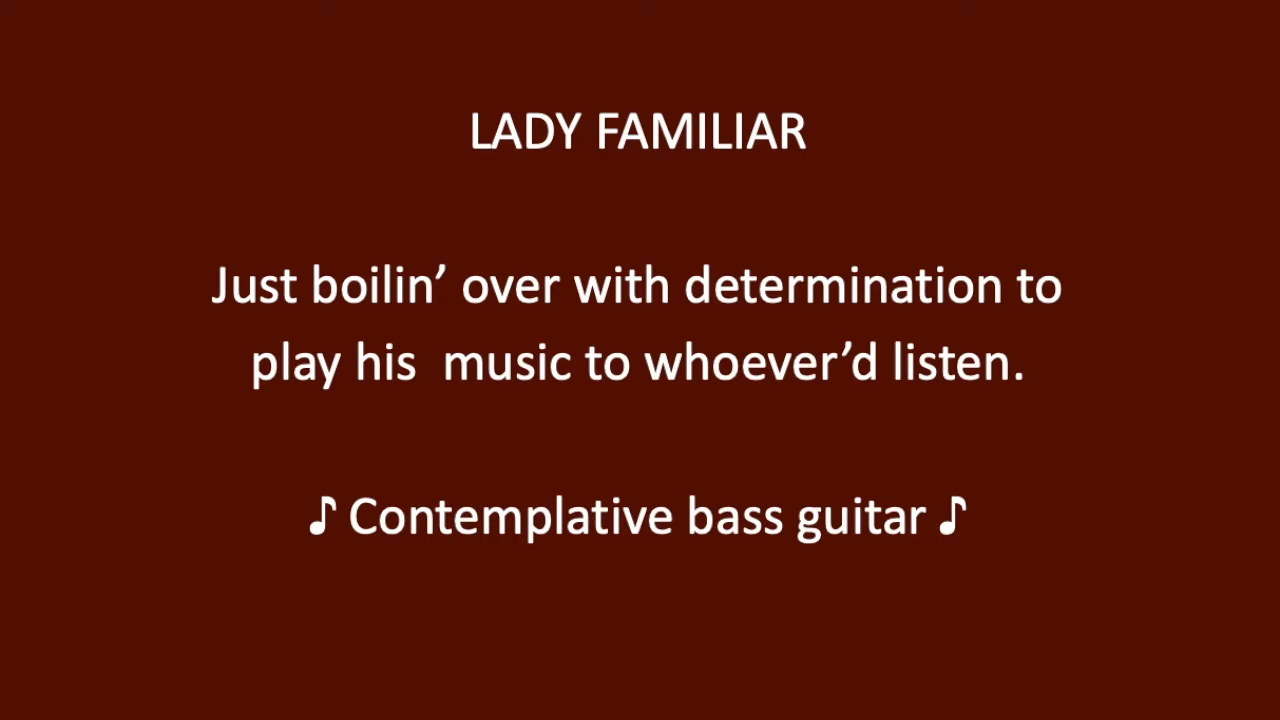 LADY FAMILIAR
Just boilin’ over with determination to
play his  music to whoever’d listen.
♪ Contemplative bass guitar ♪